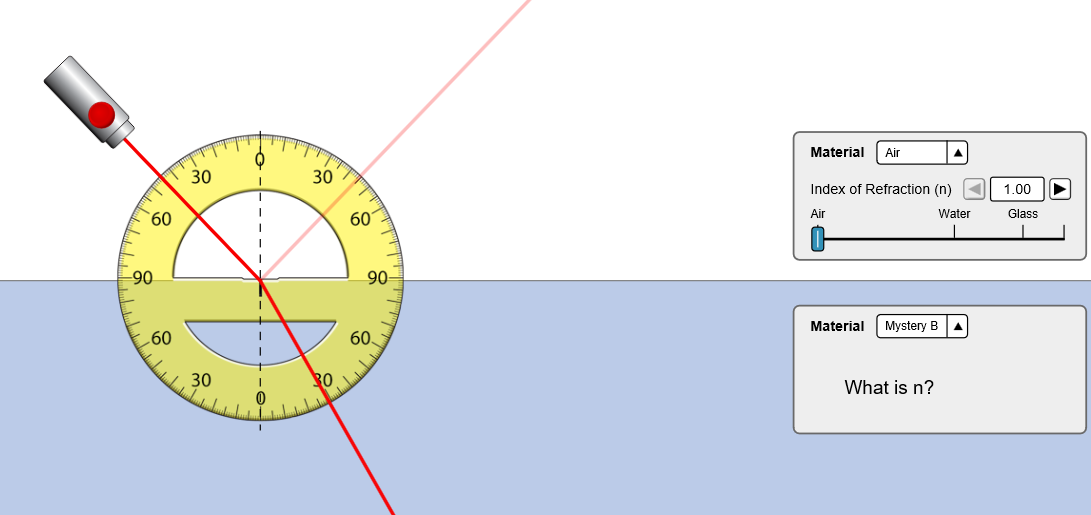 0
30
30
60
60
90
90
60
60
30
30
0
Material Air
Index of Refraction (n) 1.00
Air Water Glass
Material Mystery B
What is n?